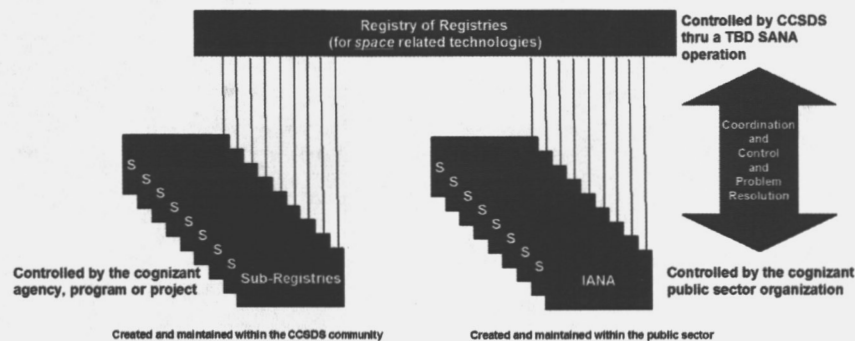 Registry of Registries
(for space related technologies)
Controlled by CCSDS
thru a TBD SANA
operation
Coordination
and
Control
and
Problem
Resolution
S
S
S
S
S
S
S
Sub-Registries
S
S
S
S
S
S
S
IANA
Controlled by the cognizant
agency, program or project
Controlled by the cognizant
public sector organization
Created and maintained within the CCSDS community
Created and maintained within the public sector